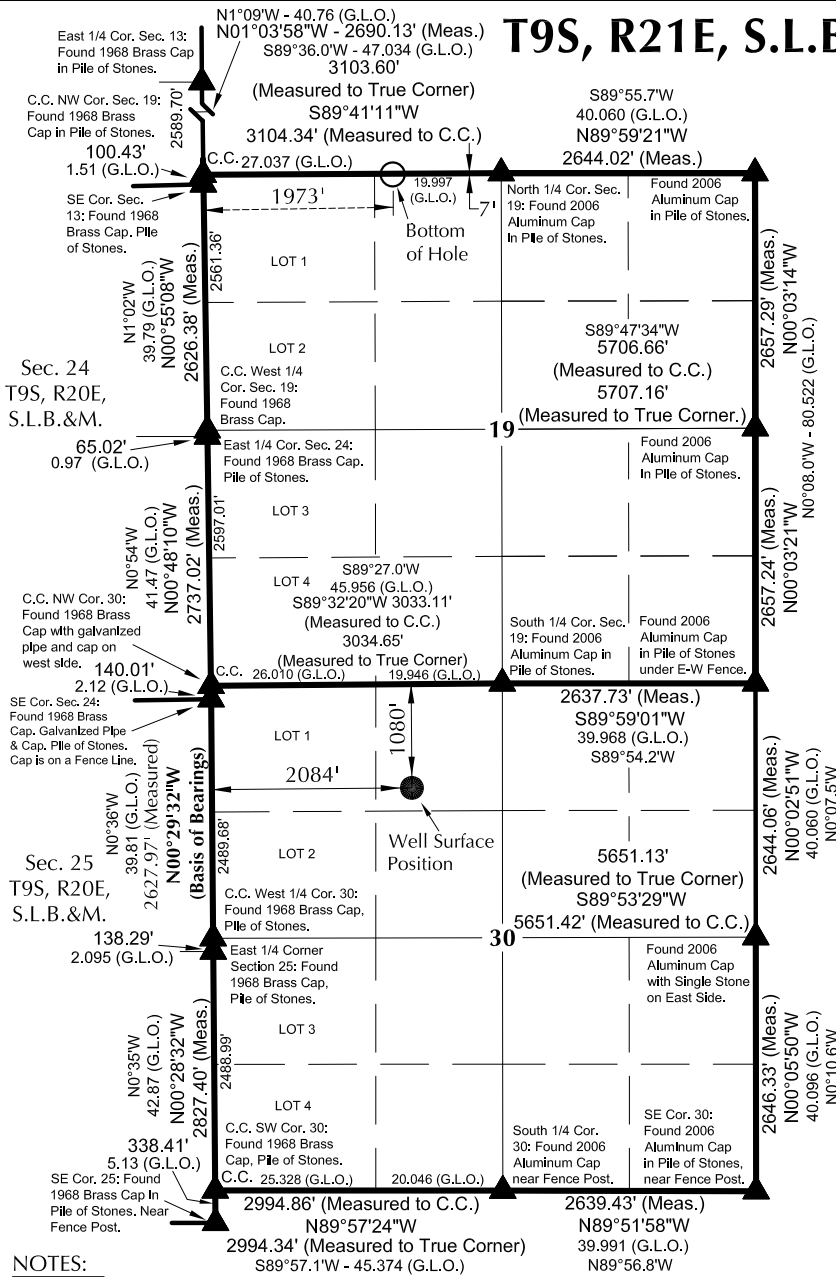 T9S, R21E, S.L.B
N1°09'W - 40.76 (G.L.O.)
N01°03'58"W - 2690.13' (Meas.)
East 1/4 Cor. Sec. 13:
Found 1968 Brass Cap
in Pile of Stones.
S89°36.0'W - 47.034 (G.L.O.)
3103.60'
(Measured to True Corner)
S89°41'11"W
3104.34' (Measured to C.C.)
S89°55.7'W
40.060 (G.L.O.)
N89°59'21"W
2644.02' (Meas.)
C.C. NW Cor. Sec. 19:
Found 1968 Brass
Cap in Pile of Stones.
2589.70'
100.43'
1.51 (G.L.O.)
C.C. 27.037 (G.L.O.)
19.997
(G.L.O.)
7'
1973'
Bottom
of Hole
SE Cor. Sec.
13: Found 1968
Brass Cap. Pile
of Stones.
North 1/4 Cor. Sec.
19: Found 2006
Aluminum Cap
in Pile of Stones.
Found 2006
Aluminum Cap
in Pile of Stones.
LOT 1
N1°02'W
39.79 (G.L.O.)
N00°55'08"W
2626.38' (Meas.)
2561.36'
2657.29' (Meas.)
N00°03'14"W
LOT 2
S89°47'34"W
5706.66'
(Measured to C.C.)
5707.16'
(Measured to True Corner.)
Sec. 24
T9S, R20E,
S.L.B.&M.
C.C. West 1/4
Cor. Sec. 19:
Found 1968
Brass Cap.
N0°08.0'W - 80.522 (G.L.O.)
19
65.02'
0.97 (G.L.O.)
East 1/4 Cor. Sec. 24:
Found 1968 Brass Cap.
Pile of Stones.
Found 2006
Aluminum Cap
In Pile of Stones.
LOT 3
N0°54'W
41.47 (G.L.O.)
N00°48'10"W
2737.02' (Meas.)
2597.01'
2657.24' (Meas.)
N00°03'21"W
LOT 4
S89°27.0'W
45.956 (G.L.O.)
S89°32'20"W 3033.11'
(Measured to C.C.)
3034.65'
(Measured to True Corner)
C.C. NW Cor. 30:
Found 1968 Brass
Cap with galvanized
pipe and cap on
west side.
South 1/4 Cor. Sec.
19: Found 2006
Aluminum Cap in
Pile of Stones.
Found 2006
Aluminum Cap
in Pile of Stones
under E-W Fence.
140.01'
2.12 (G.L.O.)
C.C. 26.010 (G.L.O.)
19.946 (G.L.O.)
SE Cor. Sec. 24:
Found 1968 Brass
Cap. Galvanized Pipe
& Cap. Pile of Stones.
Cap is on a Fence Line.
2637.73' (Meas.)
S89°59'01"W
39.968 (G.L.O.)
S89°54.2'W
LOT 1
1080'
2084'
Well Surface
Position
N0°36'W
39.81 (G.L.O.)
2627.97' (Measured)
N00°29'32"W
(Basis of Bearings)
2489.68'
2644.06' (Meas.)
N00°02'51"W
40.060 (G.L.O.)
N0°07.5'W
LOT 2
Sec. 25
T9S, R20E,
S.L.B.&M.
5651.13'
(Measured to True Corner)
S89°53'29"W
5651.42' (Measured to C.C.)
C.C. West 1/4 Cor. 30:
Found 1968 Brass Cap,
Pile of Stones.
30
138.29'
2.095 (G.L.O.)
East 1/4 Corner
Section 25: Found
1968 Brass Cap,
Pile of Stones.
Found 2006
Aluminum Cap
with Single Stone
on East Side.
LOT 3
N0°35'W
42.87 (G.L.O.)
N00°28'32"W
2827.40' (Meas.)
2488.99'
2646.33' (Meas.)
N00°05'50"W
40.096 (G.L.O.)
N0°10.6'W
LOT 4
C.C. SW Cor. 30:
Found 1968 Brass
Cap, Pile of Stones.
South 1/4 Cor.
30: Found 2006
Aluminum Cap
near Fence Post.
SE Cor. 30:
Found 2006
Aluminum Cap
in Pile of Stones,
near Fence Post.
338.41'
5.13 (G.L.O.)
C.C. 25.328 (G.L.O.)
20.046 (G.L.O.)
SE Cor. 25: Found
1968 Brass Cap In
Pile of Stones. Near
Fence Post.
2994.86' (Measured to C.C.)
N89°57'24"W
2994.34' (Measured to True Corner)
S89°57.1'W - 45.374 (G.L.O.)
2639.43' (Meas.)
N89°51'58"W
39.991 (G.L.O.)
N89°56.8'W
NOTES: